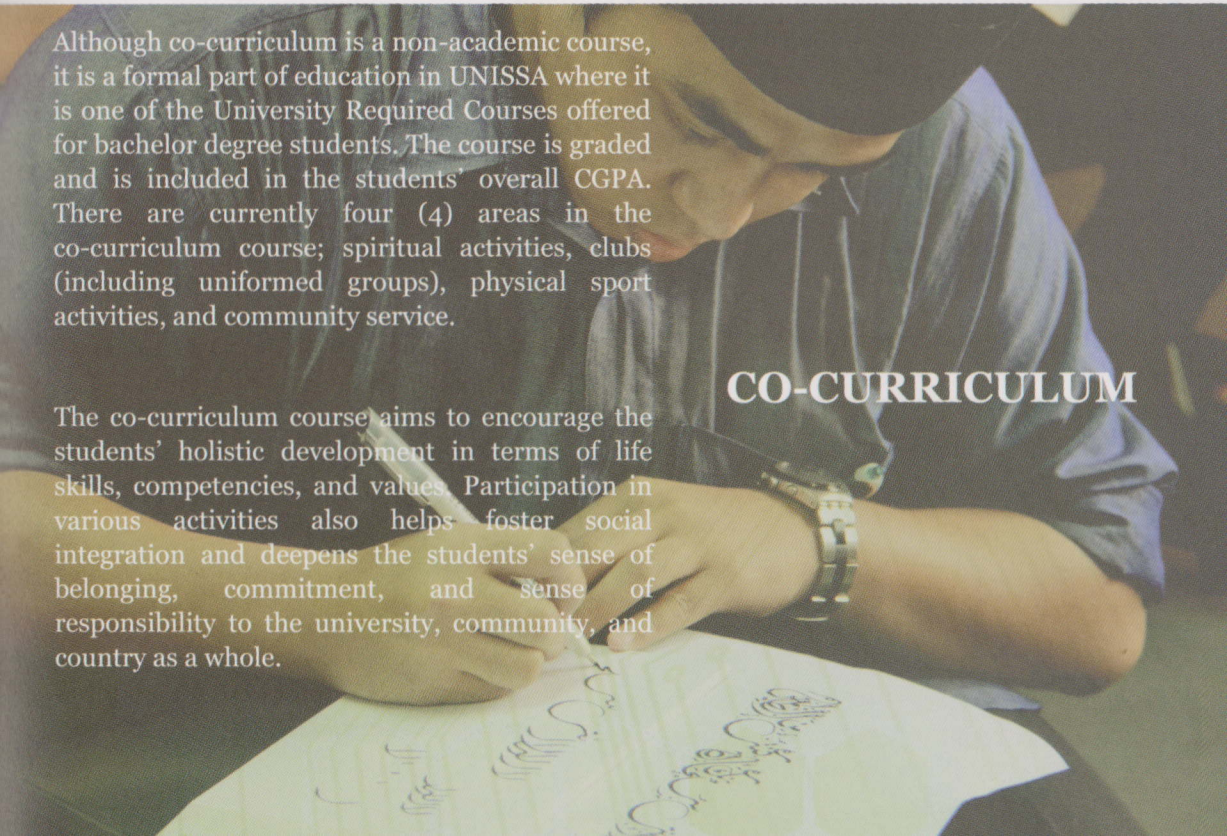 Although co-curriculum is a non-academic course,
it is a formal part of education in UNISSA where it
is one of the University Required Courses offered
for bachelor degree students. The course is graded
and is included in the students’ overall CGPA.
There are currently four (4) areas in the
co-curriculum course; spiritual activities, clubs
(including uniformed groups), physical sport
activities, and community service.
The co-curriculum course aims to encourage the
students’ holistic development in terms of life
skills, competencies, and values. Participation in
various activities also helps foster social
integration and deepens the students’ sense of
belonging, commitment, and sense of
responsibility to the university, community, and
country as a whole.
CO-CURRICULUM